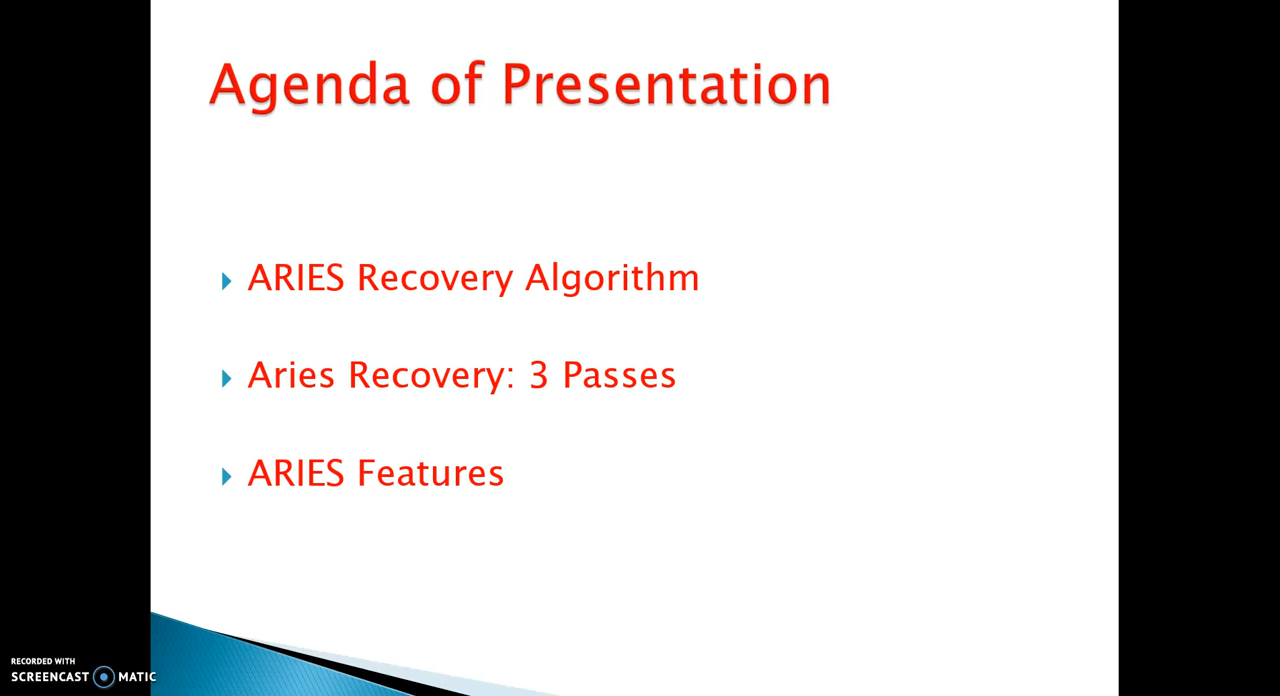 Agenda of Presentation
ARIES Recovery Algorithm
Aries Recovery: 3 Passes
ARIES Features
RECORDED WITH
SCREENCAST MATIC